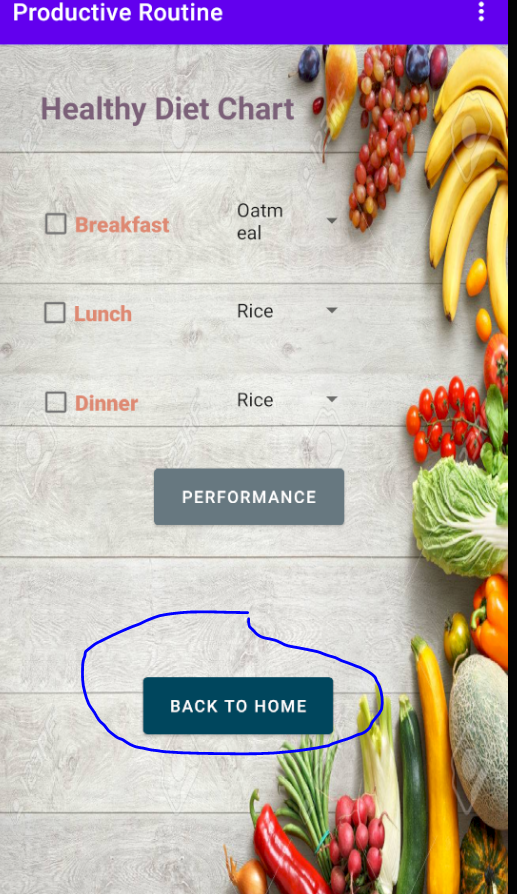 Productive Routine
Healthy Diet Chart
Breakfast
Oatm
eal
Lunch
Rice
Dinner
Rice
PERFORMANCE
BACK TO HOME